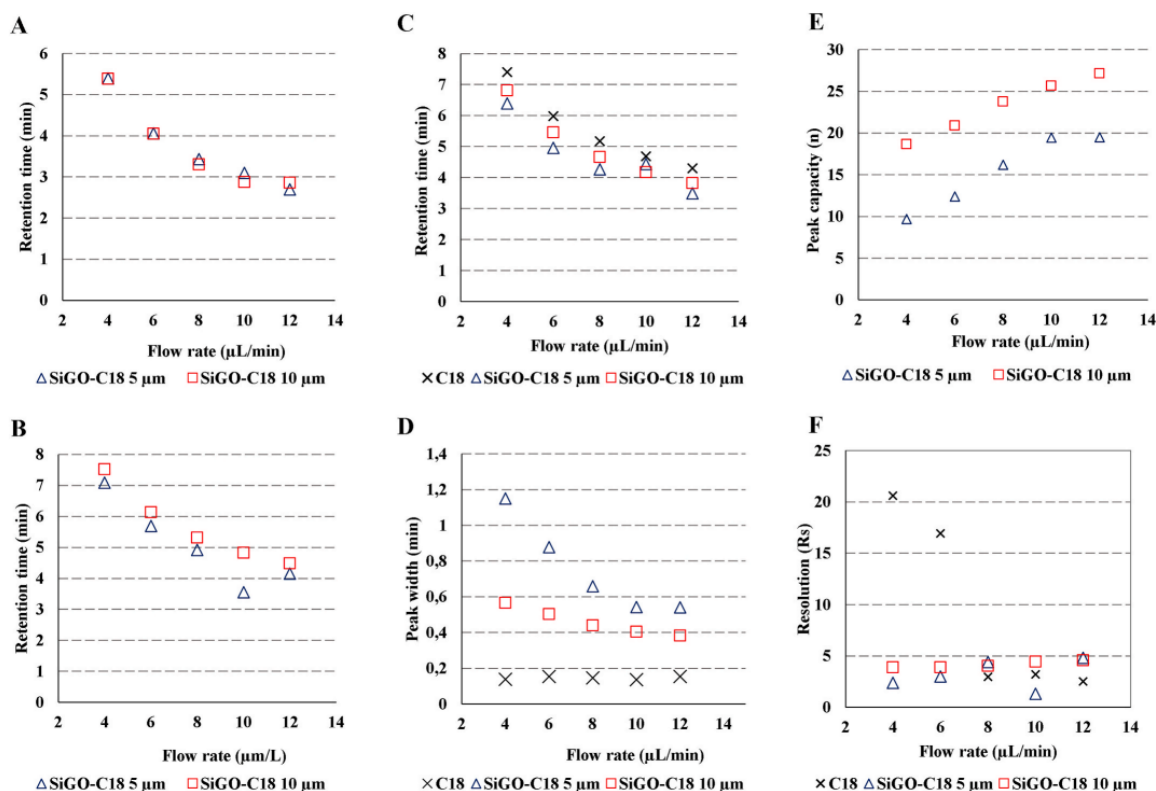 A
Retention time (min)
6
5
4
3
2
1
0
2 4 6 8 10 12 14
Flow rate (µL/min)
SiGO-C18 5 µm SiGO-C18 10 µm
B
Retention time (min)
8
7
6
5
4
3
2
1
0
2 4 6 8 10 12 14
Flow rate (µm/L)
SiGO-C18 5 µm SiGO-C18 10 µm
C
Retention time (min)
8
7
6
5
4
3
2
1
0
2 4 6 8 10 12 14
Flow rate (µL/min)
C18 SiGO-C18 5 µm SiGO-C18 10 µm
D
Peak width (min)
1,4
1,2
1
0,8
0,6
0,4
0,2
0
2 4 6 8 10 12 14
Flow rate (µL/min)
C18 SiGO-C18 5 µm SiGO-C18 10 µm
E
Peak capacity (n)
30
25
20
15
10
5
0
2 4 6 8 10 12 14
Flow rate (µL/min)
SiGO-C18 5 µm SiGO-C18 10 µm
F
Resolution (Rs)
25
20
15
10
5
0
2 4 6 8 10 12 14
Flow rate (µL/min)
C18 SiGO-C18 5 µm SiGO-C18 10 µm